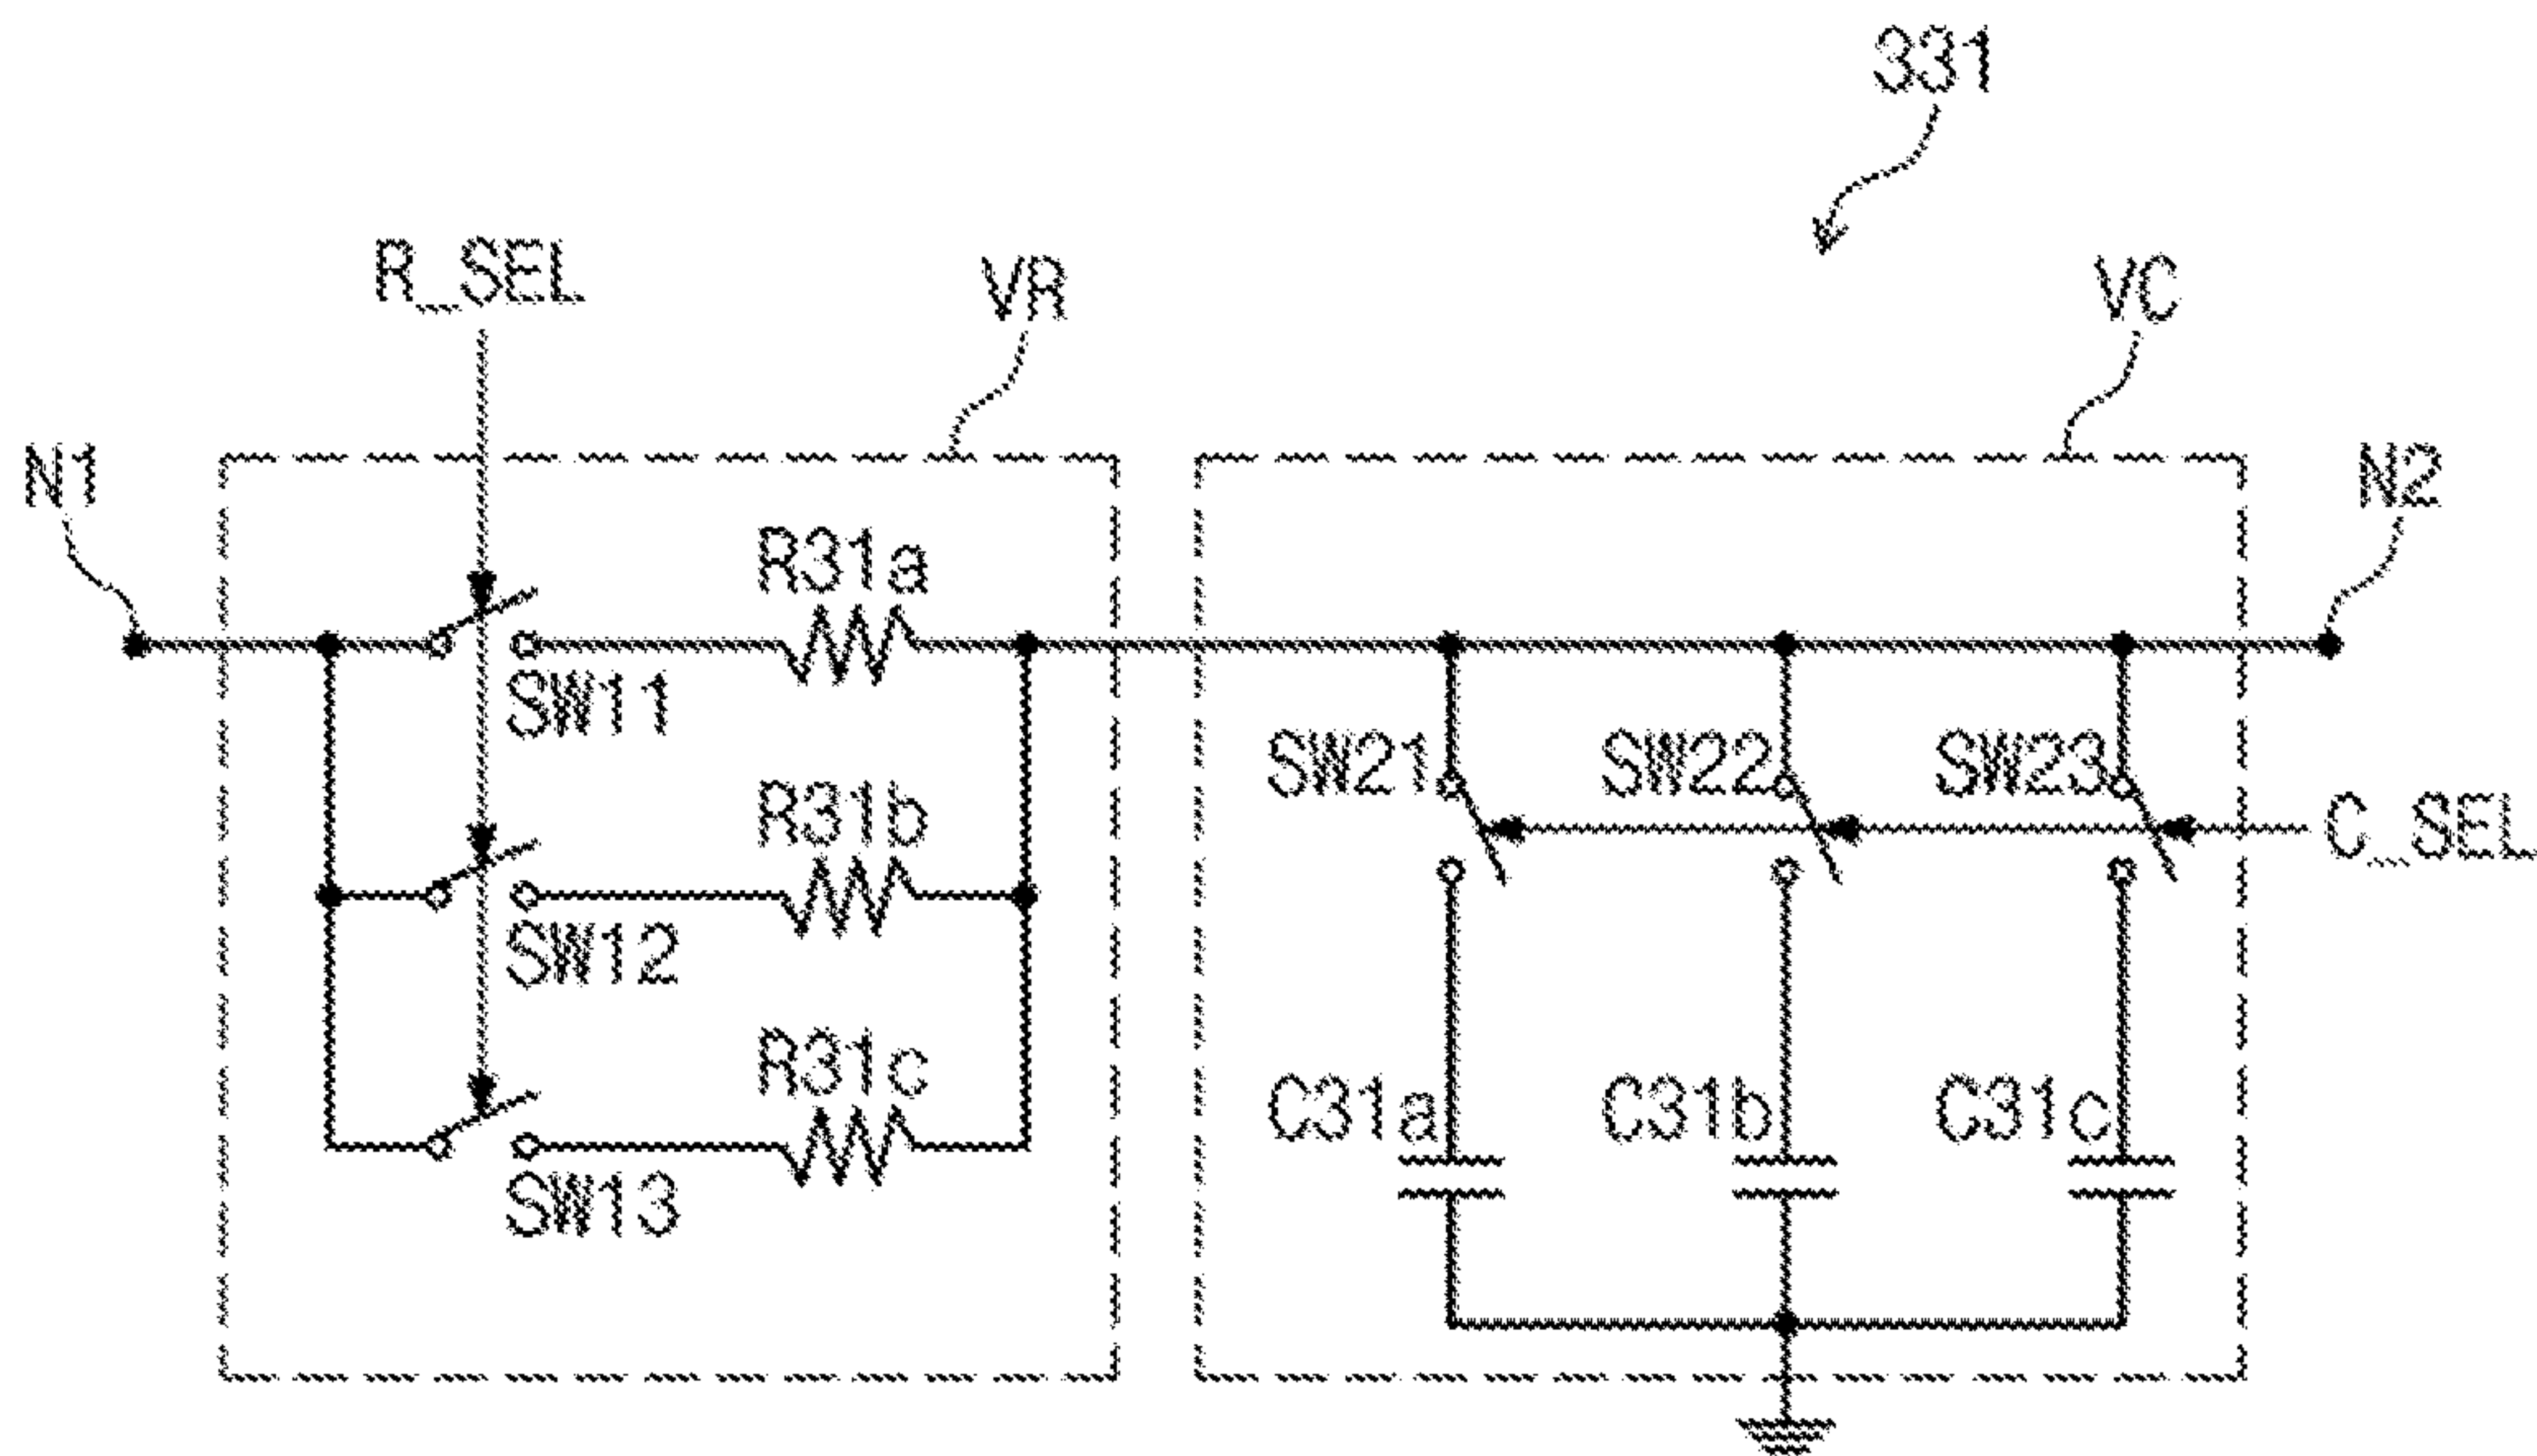 331
R_SEL
VR
VC
N1
N2
R31a
SW11
SW21
SW22
SW23
R31b
C_SEL
SW12
R31c
C31a
C31b
C31c
SW13